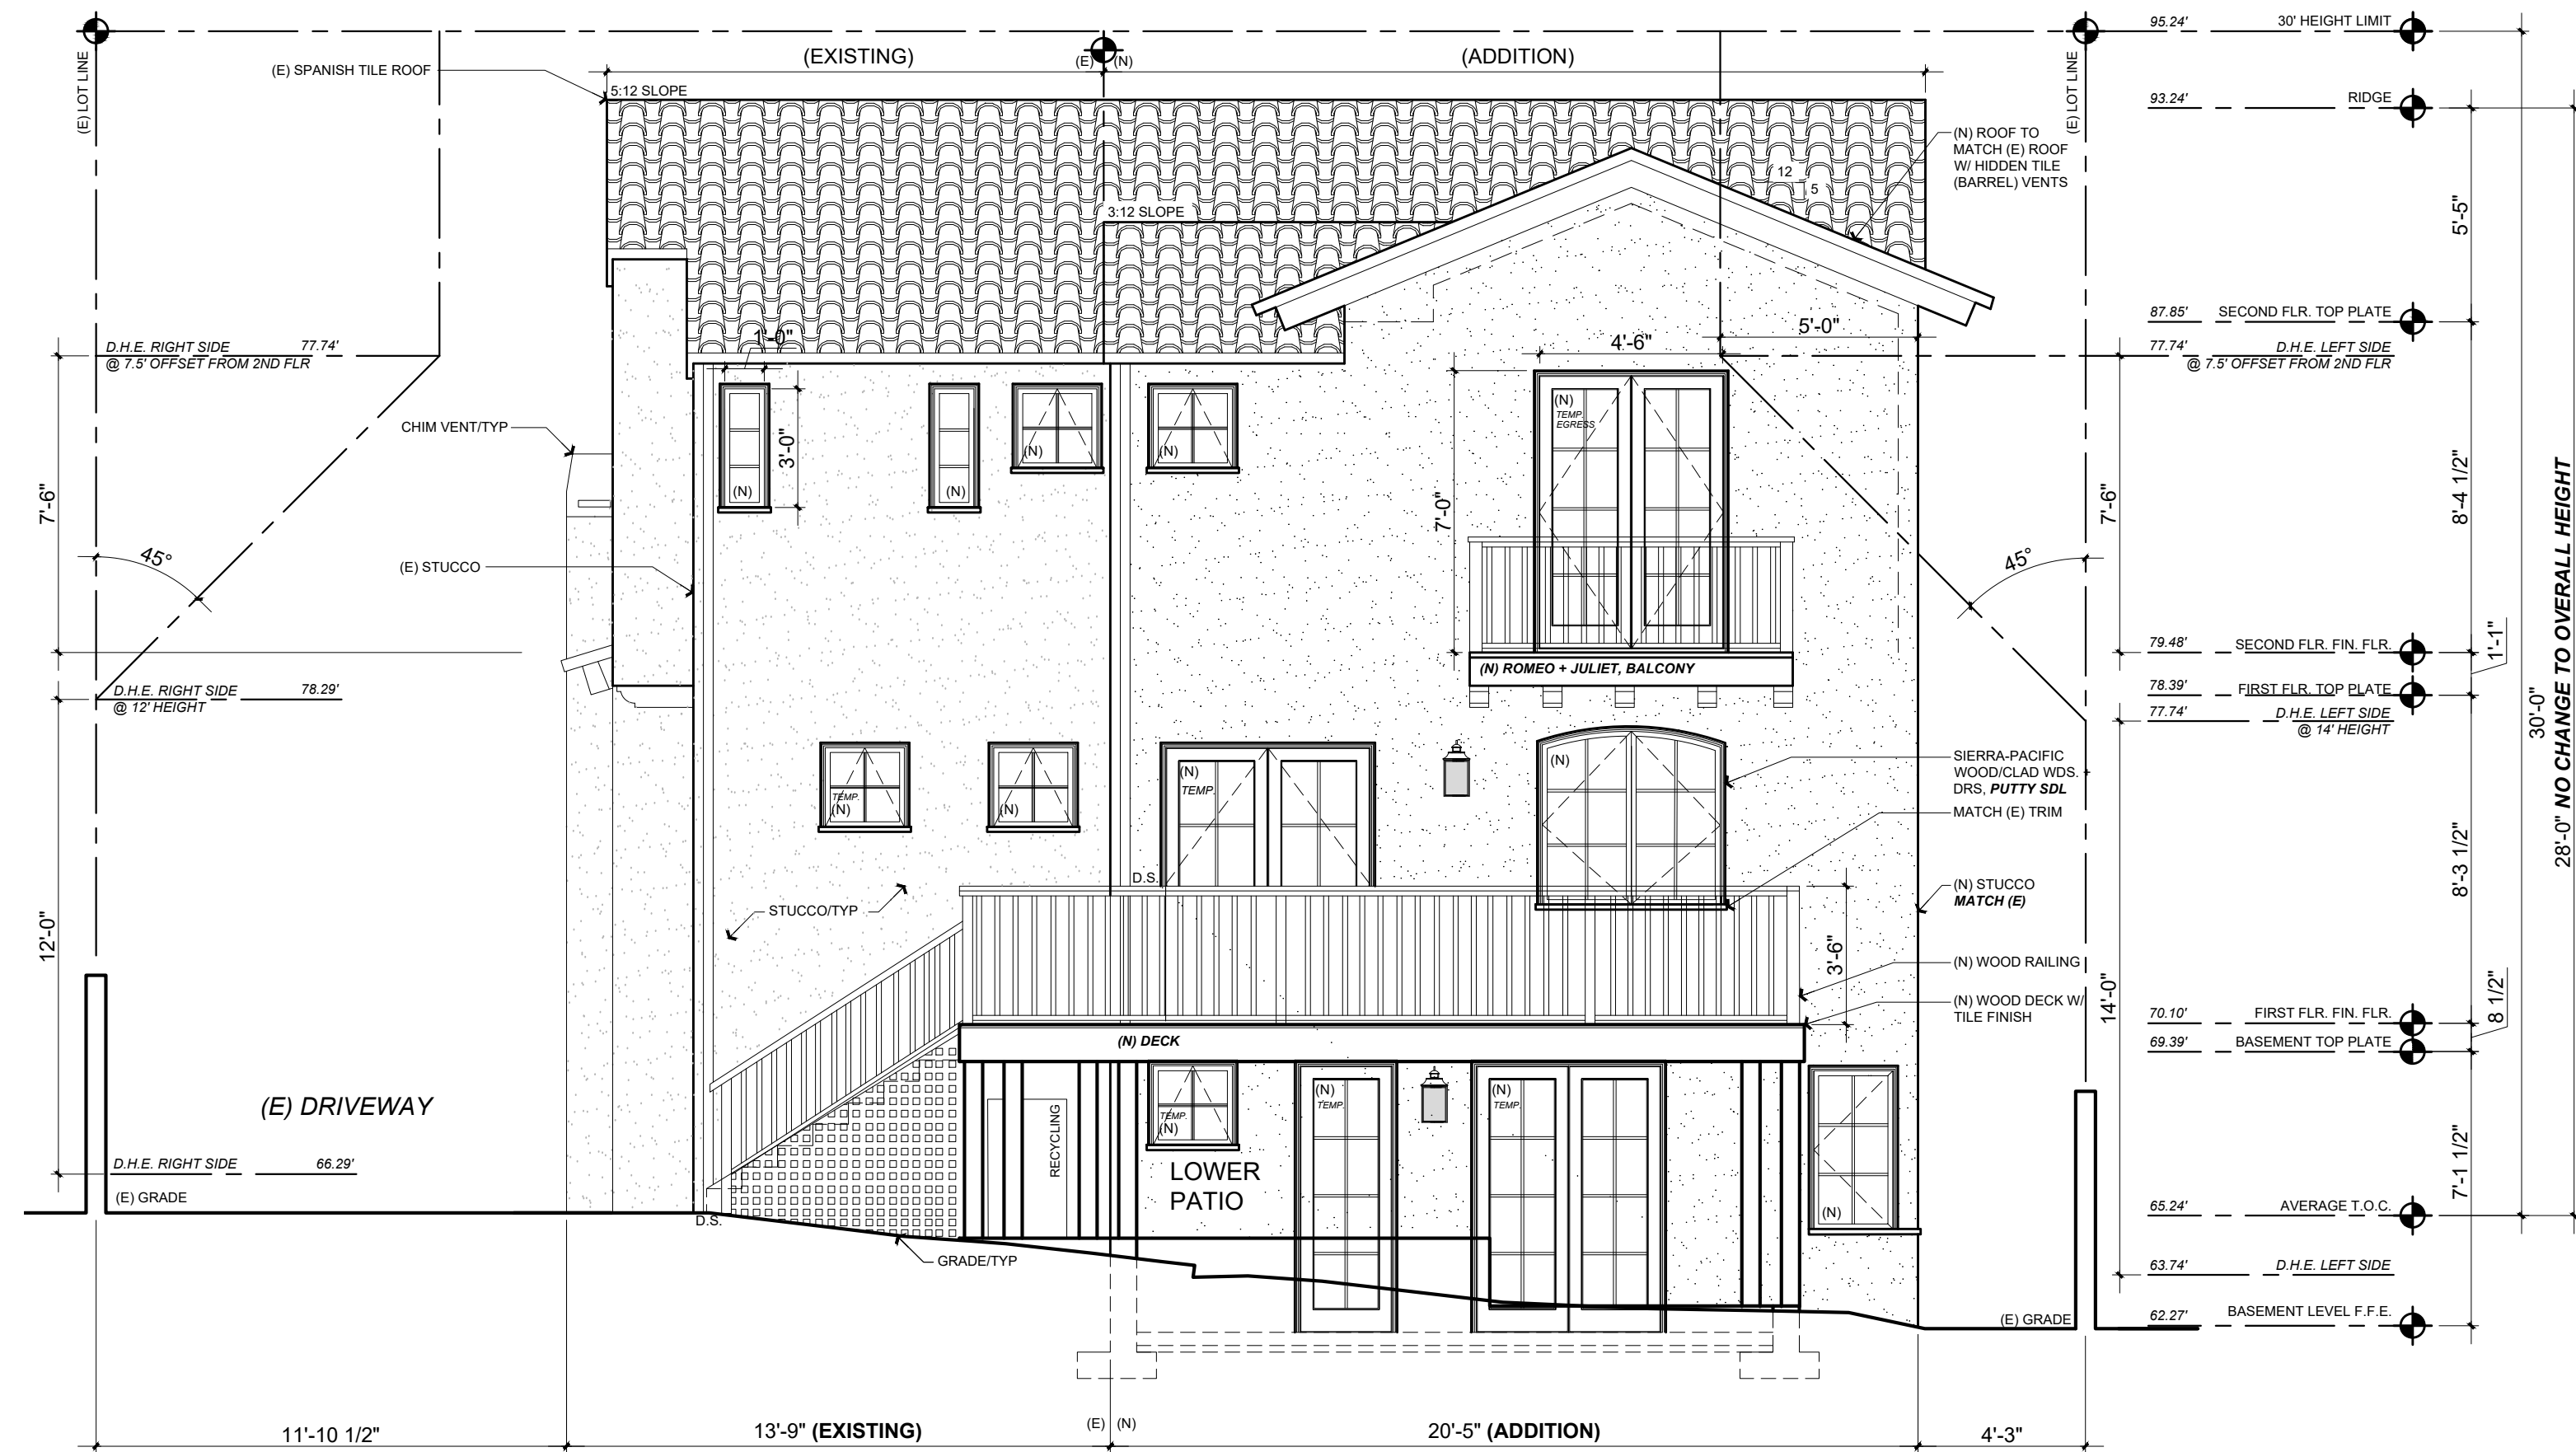 95.24' 30' HEIGHT LIMIT
(E) LOT LINE
(EXISTING)
(E) (N)
(ADDITION)
(E) LOT LINE
(E) SPANISH TILE ROOF
5:12 SLOPE
93.24' RIDGE
(N) ROOF TO
MATCH (E) ROOF
W/ HIDDEN TILE
(BARREL) VENTS
12
5
3:12 SLOPE
5'-5"
87.85' SECOND FLR. TOP PLATE
D.H.E. RIGHT SIDE 77.74'
@ 7.5' OFFSET FROM 2ND FLR
1'-0"
4'-6"
5'-0"
77.74' D.H.E. LEFT SIDE
@ 7.5' OFFSET FROM 2ND FLR
CHIM VENT/TYP
(N)
(N)
(N)
(N)
3'-0"
(N)
TEMP.
EGRESS
7'-0"
7'-6"
7'-6"
8'-4 1/2"
45°
45°
(E) STUCCO
30'-0"
28'-0" NO CHANGE TO OVERALL HEIGHT
79.48' SECOND FLR. FIN. FLR.
1'-1"
(N) ROMEO + JULIET, BALCONY
D.H.E. RIGHT SIDE 78.29'
@ 12' HEIGHT
78.39' FIRST FLR. TOP PLATE
77.74' D.H.E. LEFT SIDE
@ 14' HEIGHT
TEMP.
(N)
(N)
(N)
TEMP.
(N)
SIERRA-PACIFIC
WOOD/CLAD WDS. +
DRS, PUTTY SDL
MATCH (E) TRIM
8'-3 1/2"
D.S.
(N) STUCCO
MATCH (E)
STUCCO/TYP
12'-0"
3'-6"
(N) WOOD RAILING
(N) WOOD DECK W/
TILE FINISH
14'-0"
8 1/2"
70.10' FIRST FLR. FIN. FLR.
69.39' BASEMENT TOP PLATE
(N) DECK
(E) DRIVEWAY
RECYCLING
TEMP.
(N)
(N)
TEMP.
(N)
TEMP.
(N)
LOWER
PATIO
7'-1 1/2"
D.H.E. RIGHT SIDE 66.29'
(E) GRADE
D.S.
65.24' AVERAGE T.O.C.
GRADE/TYP
63.74' D.H.E. LEFT SIDE
(E) GRADE
62.27' BASEMENT LEVEL F.F.E.
11'-10 1/2"
13'-9" (EXISTING)
(E) (N)
20'-5" (ADDITION)
4'-3"